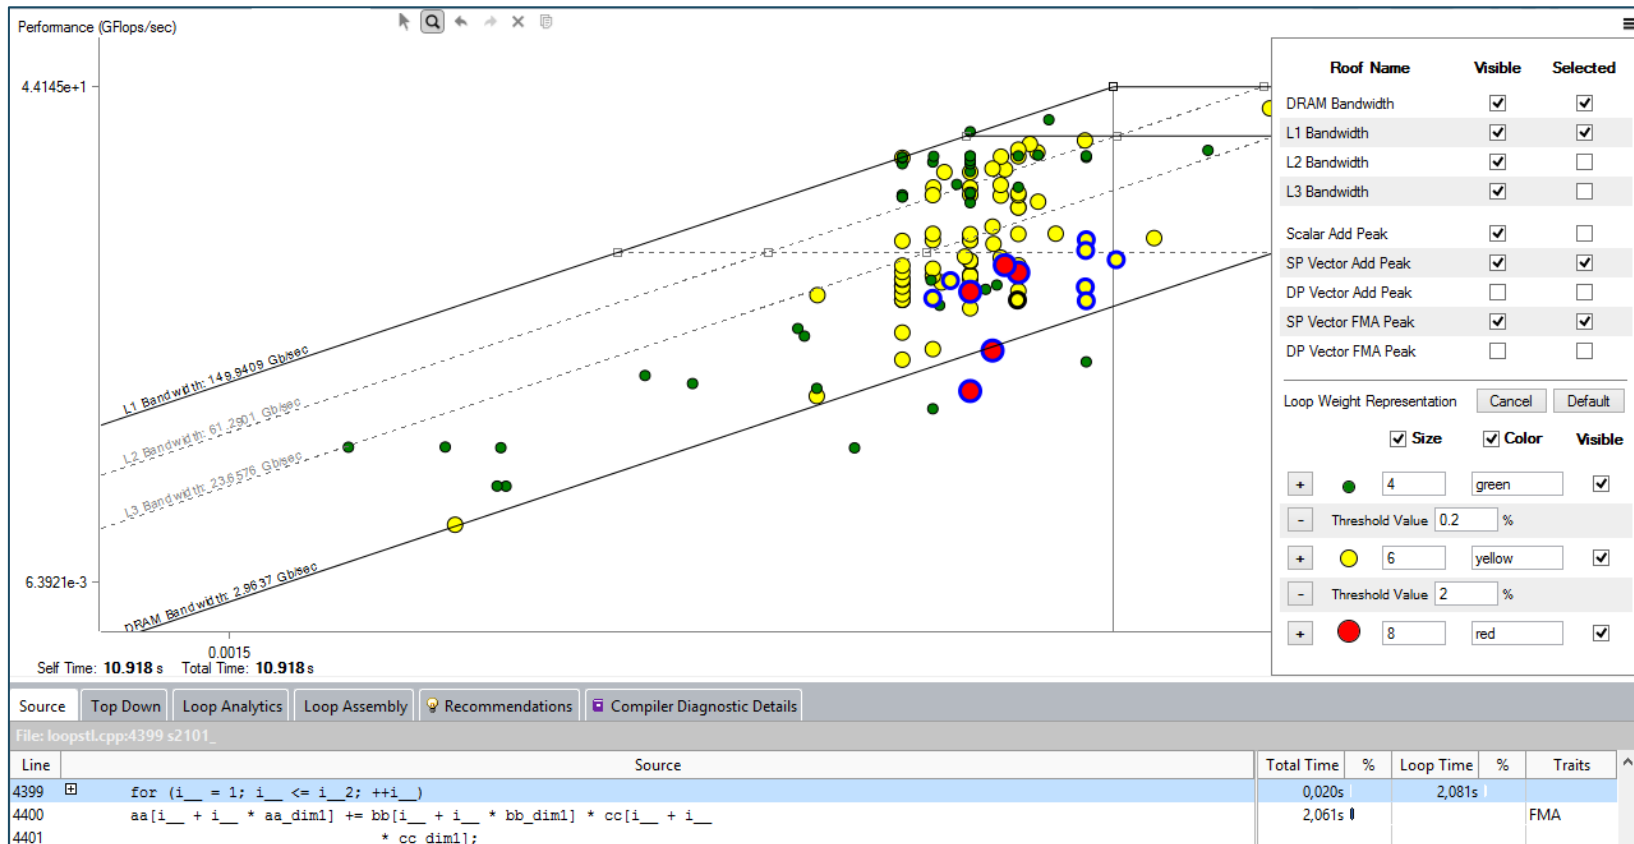 Performance (GFlops/sec)
4.4145e+1
6.3921e-3
0.0015
L1 Bandwidth: 149.9409 Gb/sec
L2 Bandwidth: 61.2901 Gb/sec
L3 Bandwidth: 23.6576 Gb/sec
DRAM Bandwidth: 2.9637 Gb/sec
Self Time: 10.918 s Total Time: 10.918 s
Roof Name Visible Selected
DRAM Bandwidth
L1 Bandwidth
L2 Bandwidth
L3 Bandwidth
Scalar Add Peak
SP Vector Add Peak
DP Vector Add Peak
SP Vector FMA Peak
DP Vector FMA Peak
Loop Weight Representation Cancel Default
Size Color Visible
+ 4 green
- Threshold Value 0.2 %
+ 6 yellow
- Threshold Value 2 %
+ 8 red
Source Top Down Loop Analytics Loop Assembly Recommendations Compiler Diagnostic Details
File: loopstl.cpp:4399 s2101_
Line Source Total Time % Loop Time % Traits
4399 for (i__ = 1; i__ <= i__2; ++i__) 0,020s 2,081s
4400 aa[i__ + i__ * aa_dim1] += bb[i__ + i__ * bb_dim1] * cc[i__ + i__ 2,061s FMA
4401 * cc_dim1];